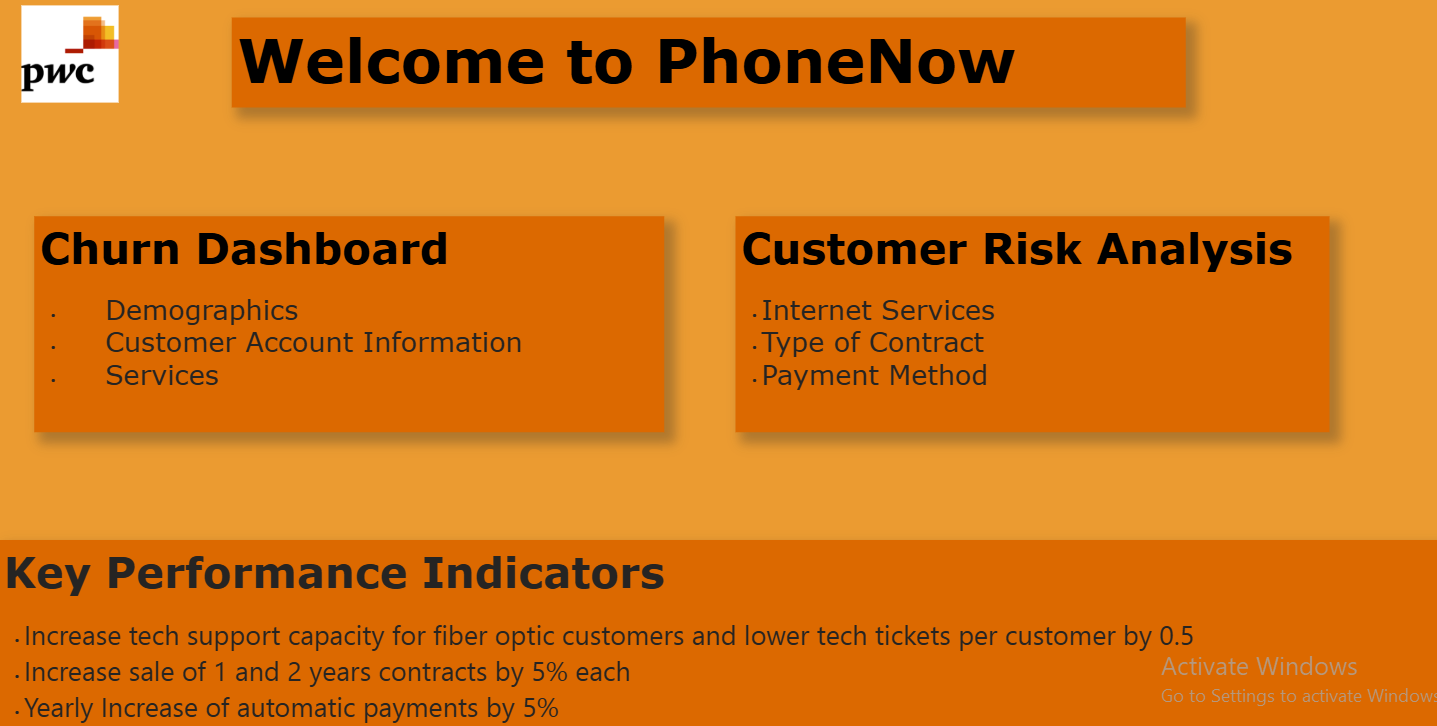 pwc
Welcome to PhoneNow
Churn Dashboard
. Demographics
. Customer Account Information
. Services
Customer Risk Analysis
. Internet Services
. Type of Contract
. Payment Method
Key Performance Indicators
. Increase tech support capacity for fiber optic customers and lower tech tickets per customer by 0.5
. Increase sale of 1 and 2 years contracts by 5% each
. Yearly Increase of automatic payments by 5%
Activate Windows
Go to Settings to activate Windows